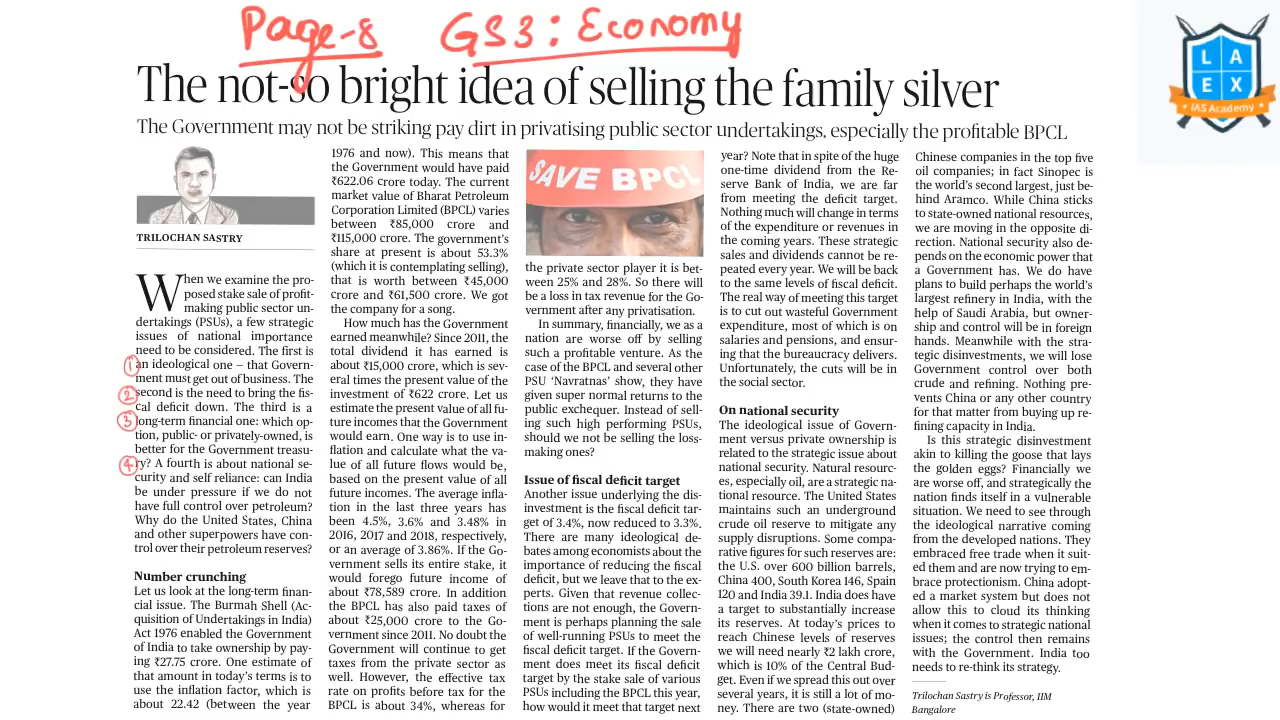 Page-8 GS3: Economy
L A
E X
IAS Academy
The not-so bright idea of selling the family silver
The Government may not be striking pay dirt in privatising public sector undertakings, especially the profitable BPCL
TRILOCHAN SASTRY
When we examine the pro-
posed stake sale of profit-
making public sector un-
dertakings (PSUs), a few strategic
issues of national importance
need to be considered. The first is
1 an ideological one – that Govern-
ment must get out of business. The
2 second is the need to bring the fis-
cal deficit down. The third is a
3 long-term financial one: which op-
tion, public- or privately-owned, is
better for the Government treasu-
4 ry? A fourth is about national se-
curity and self reliance: can India
be under pressure if we do not
have full control over petroleum?
Why do the United States, China
and other superpowers have con-
trol over their petroleum reserves?
Number crunching
Let us look at the long-term finan-
cial issue. The Burmah Shell (Ac-
quisition of Undertakings in India)
Act 1976 enabled the Government
of India to take ownership by pay-
ing ₹27.75 crore. One estimate of
that amount in today's terms is to
use the inflation factor, which is
about 22.42 (between the year
1976 and now). This means that
the Government would have paid
₹622.06 crore today. The current
market value of Bharat Petroleum
Corporation Limited (BPCL) varies
between ₹85,000 crore and
₹115,000 crore. The government's
share at present is about 53.3%
(which it is contemplating selling),
that is worth between ₹45,000
crore and ₹61,500 crore. We got
the company for a song.
How much has the Government
earned meanwhile? Since 2011, the
total dividend it has earned is
about ₹15,000 crore, which is sev-
eral times the present value of the
investment of ₹622 crore. Let us
estimate the present value of all fu-
ture incomes that the Government
would earn. One way is to use in-
flation and calculate what the va-
lue of all future flows would be,
based on the present value of all
future incomes. The average infla-
tion in the last three years has
been 4.5%, 3.6% and 3.48% in
2016, 2017 and 2018, respectively,
or an average of 3.86%. If the Go-
vernment sells its entire stake, it
would forego future income of
about ₹78,589 crore. In addition
the BPCL has also paid taxes of
about ₹25,000 crore to the Go-
vernment since 2011. No doubt the
Government will continue to get
taxes from the private sector as
well. However, the effective tax
rate on profits before tax for the
BPCL is about 34%, whereas for
SAVE BPCL
the private sector player it is bet-
ween 25% and 28%. So there will
be a loss in tax revenue for the Go-
vernment after any privatisation.
In summary, financially, we as a
nation are worse off by selling
such a profitable venture. As the
case of the BPCL and several other
PSU 'Navratnas' show, they have
given super normal returns to the
public exchequer. Instead of sell-
ing such high performing PSUs,
should we not be selling the loss-
making ones?
Issue of fiscal deficit target
Another issue underlying the dis-
investment is the fiscal deficit tar-
get of 3.4%, now reduced to 3.3%.
There are many ideological de-
bates among economists about the
importance of reducing the fiscal
deficit, but we leave that to the ex-
perts. Given that revenue collec-
tions are not enough, the Govern-
ment is perhaps planning the sale
of well-running PSUs to meet the
fiscal deficit target. If the Govern-
ment does meet its fiscal deficit
target by the stake sale of various
PSUs including the BPCL this year,
how would it meet that target next
year? Note that in spite of the huge
one-time dividend from the Re-
serve Bank of India, we are far
from meeting the deficit target.
Nothing much will change in terms
of the expenditure or revenues in
the coming years. These strategic
sales and dividends cannot be re-
peated every year. We will be back
to the same levels of fiscal deficit.
The real way of meeting this target
is to cut out wasteful Government
expenditure, most of which is on
salaries and pensions, and ensur-
ing that the bureaucracy delivers.
Unfortunately, the cuts will be in
the social sector.
On national security
The ideological issue of Govern-
ment versus private ownership is
related to the strategic issue about
national security. Natural resourc-
es, especially oil, are a strategic na-
tional resource. The United States
maintains such an underground
crude oil reserve to mitigate any
supply disruptions. Some compa-
rative figures for such reserves are:
the U.S. over 600 billion barrels,
China 400, South Korea 146, Spain
120 and India 39.1. India does have
a target to substantially increase
its reserves. At today's prices to
reach Chinese levels of reserves
we will need nearly ₹2 lakh crore,
which is 10% of the Central Bud-
get. Even if we spread this out over
several years, it is still a lot of mo-
ney. There are two (state-owned)
Chinese companies in the top five
oil companies; in fact Sinopec is
the world's second largest, just be-
hind Aramco. While China sticks
to state-owned national resources,
we are moving in the opposite di-
rection. National security also de-
pends on the economic power that
a Government has. We do have
plans to build perhaps the world's
largest refinery in India, with the
help of Saudi Arabia, but owner-
ship and control will be in foreign
hands. Meanwhile with the stra-
tegic disinvestments, we will lose
Government control over both
crude and refining. Nothing pre-
vents China or any other country
for that matter from buying up re-
fining capacity in India.
Is this strategic disinvestment
akin to killing the goose that lays
the golden eggs? Financially we
are worse off, and strategically the
nation finds itself in a vulnerable
situation. We need to see through
the ideological narrative coming
from the developed nations. They
embraced free trade when it suit-
ed them and are now trying to em-
brace protectionism. China adopt-
ed a market system but does not
allow this to cloud its thinking
when it comes to strategic national
issues; the control then remains
with the Government. India too
needs to re-think its strategy.
Trilochan Sastry is Professor, IIM
Bangalore